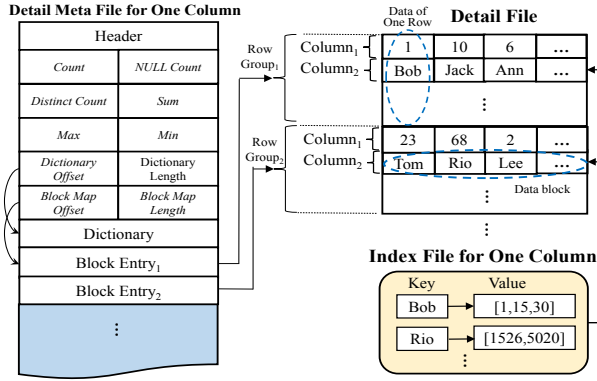 Detail Meta File for One Column
Header
Count NULL Count
Distinct Count Sum
Max Min
Dictionary Offset Dictionary Length
Block Map Offset Block Map Length
Dictionary
Block Entry1
Block Entry2
⋮
Data of One Row
Detail File
Row Group1
Column1 1 10 6 ...
Column2 Bob Jack Ann ...
⋮
Row Group2
Column1 23 68 2 ...
Column2 Tom Rio Lee ...
Data block
⋮
⋮
Index File for One Column
Key Value
Bob [1,15,30]
Rio [1526,5020]
⋮